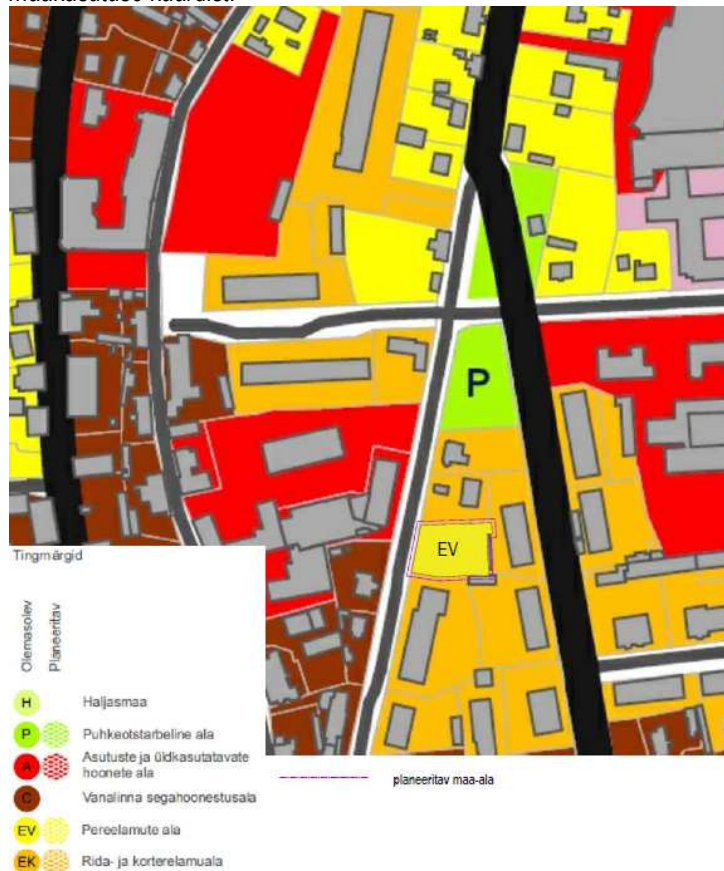 P
EV
Tingmärgid
Olemasolev
Planeeritav
H Haljasmaa
P Puhkeotstarbeline ala
A Asutuste ja üldkasutatavate
hoonete ala
C Vanalinna segahoonestusala
EV Pereelamute ala
EK Rida- ja korterelamuala
planeeritav maa-ala